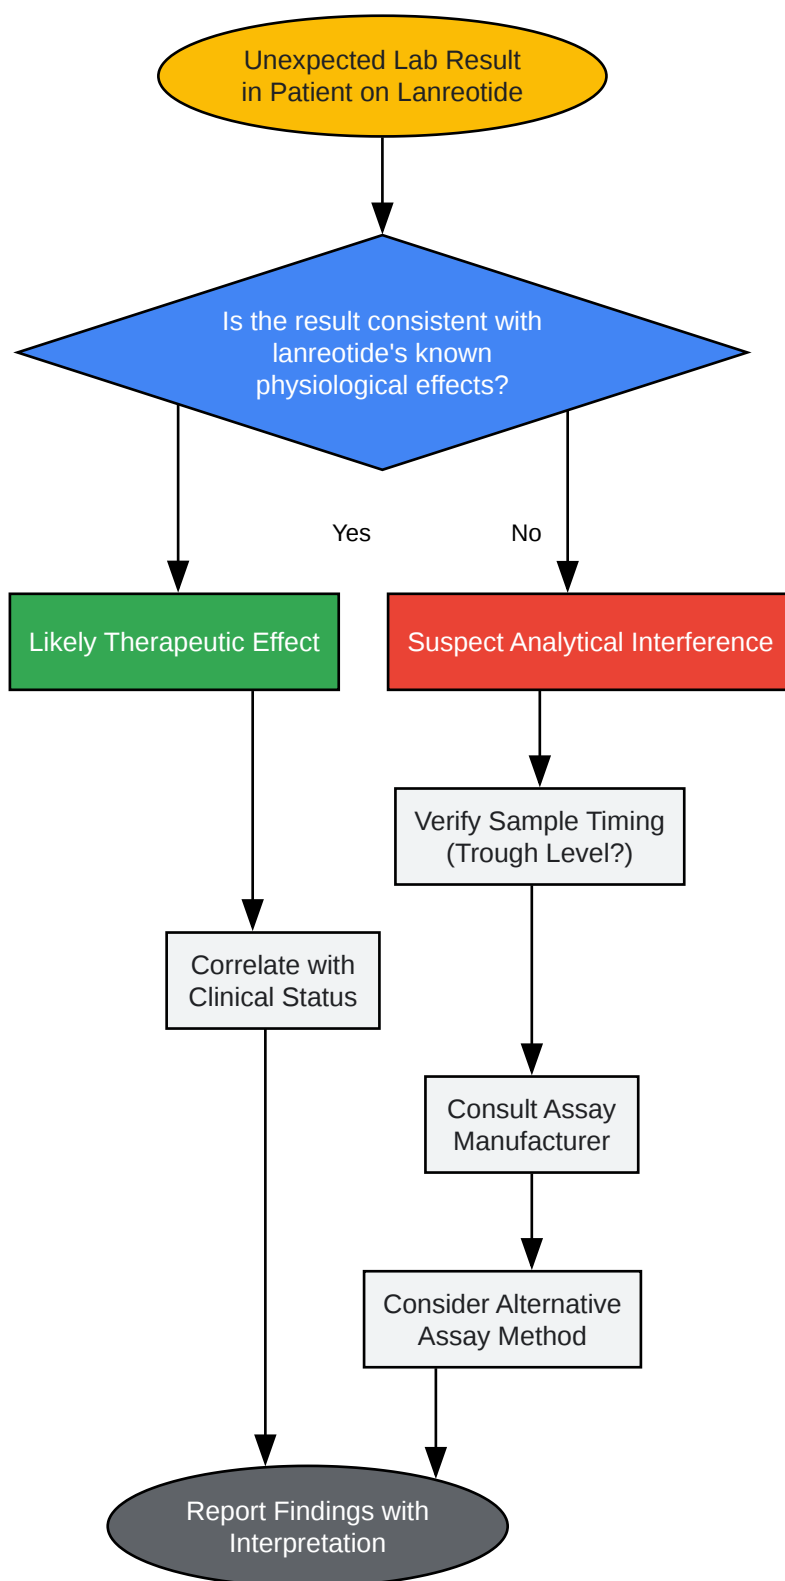 Unexpected Lab Result
in Patient on Lanreotide
Is the result consistent with
lanreotide's known
physiological effects?
Yes
No
Likely Therapeutic Effect
Suspect Analytical Interference
Verify Sample Timing
(Trough Level?)
Correlate with
Clinical Status
Consult Assay
Manufacturer
Consider Alternative
Assay Method
Report Findings with
Interpretation